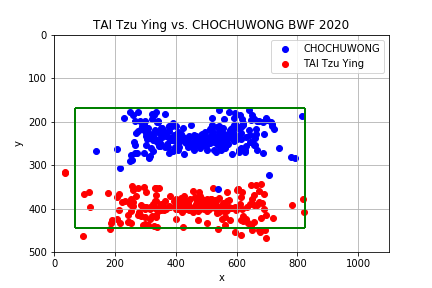 TAI Tzu Ying vs. CHOCHUWONG BWF 2020
CHOCHUWONG
TAI Tzu Ying
0
100
200
300
400
500
y
0 200 400 600 800 1000
x